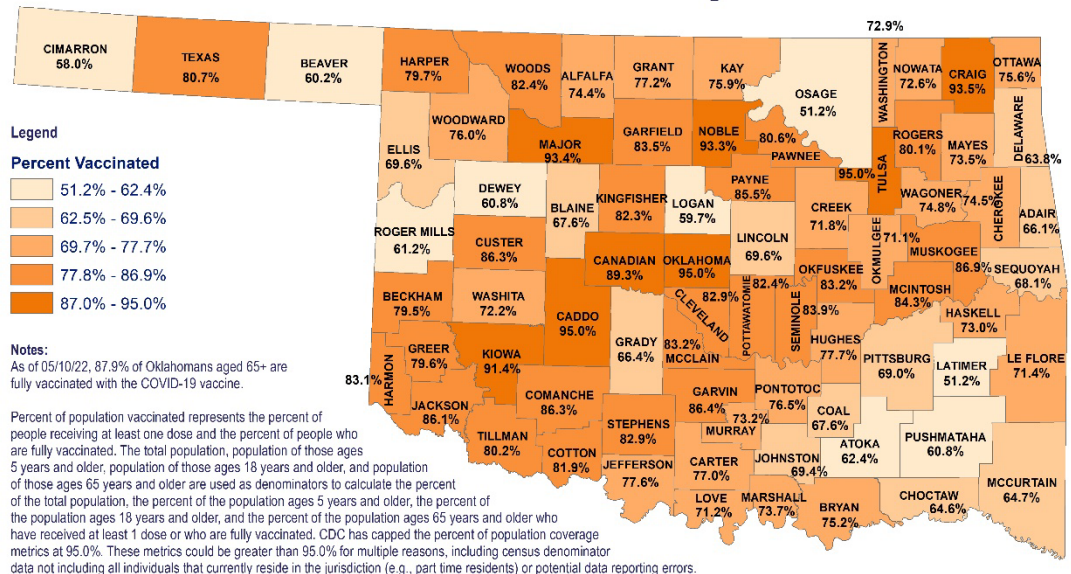 72.9%
CIMARRON
58.0%
TEXAS
80.7%
BEAVER
60.2%
HARPER
79.7%
WOODS
82.4%
ALFALFA
74.4%
GRANT
77.2%
KAY
75.9%
OSAGE
51.2%
WASHINGTON
NOWATA
72.6%
CRAIG
93.5%
OTTAWA
75.6%
WOODWARD
76.0%
MAJOR
93.4%
GARFIELD
83.5%
NOBLE
93.3%
80.6%
PAWNEE
95.0%
TULSA
ROGERS
80.1%
MAYES
73.5%
DELAWARE
63.8%
ELLIS
69.6%
DEWEY
60.8%
BLAINE
67.6%
KINGFISHER
82.3%
LOGAN
59.7%
PAYNE
85.5%
CREEK
71.8%
WAGONER
74.8%
74.5%
CHEROKEE
ADAIR
66.1%
ROGER MILLS
61.2%
CUSTER
86.3%
CANADIAN
89.3%
OKLAHOMA
95.0%
LINCOLN
69.6%
OKMULGEE
71.1%
MUSKOGEE
86.9%
SEQUOYAH
68.1%
BECKHAM
79.5%
WASHITA
72.2%
CADDO
95.0%
GRADY
66.4%
82.9%
CLEVELAND
82.4%
POTTAWATOMIE
SEMINOLE
83.9%
OKFUSKEE
83.2%
MCINTOSH
84.3%
HASKELL
73.0%
83.1%
HARMON
GREER
79.6%
KIOWA
91.4%
83.2%
MCCLAIN
HUGHES
77.7%
PITTSBURG
69.0%
LATIMER
51.2%
LE FLORE
71.4%
JACKSON
86.1%
COMANCHE
86.3%
GARVIN
86.4%
PONTOTOC
76.5%
TILLMAN
80.2%
COTTON
81.9%
STEPHENS
82.9%
73.2%
MURRAY
COAL
67.6%
ATOKA
62.4%
PUSHMATAHA
60.8%
JEFFERSON
77.6%
CARTER
77.0%
JOHNSTON
69.4%
MCCURTAIN
64.7%
LOVE
71.2%
MARSHALL
73.7%
BRYAN
75.2%
CHOCTAW
64.6%
Legend
Percent Vaccinated
51.2% - 62.4%
62.5% - 69.6%
69.7% - 77.7%
77.8% - 86.9%
87.0% - 95.0%
Notes:
As of 05/10/22, 87.9% of Oklahomans aged 65+ are
fully vaccinated with the COVID-19 vaccine.
Percent of population vaccinated represents the percent of
people receiving at least one dose and the percent of people who
are fully vaccinated. The total population, population of those ages
5 years and older, population of those ages 18 years and older, and population
of those ages 65 years and older are used as denominators to calculate the percent
of the total population, the percent of the population ages 5 years and older, the percent of
the population ages 18 years and older, and the percent of the population ages 65 years and older who
have received at least 1 dose or who are fully vaccinated. CDC has capped the percent of population coverage
metrics at 95.0%. These metrics could be greater than 95.0% for multiple reasons, including census denominator
data not including all individuals that currently reside in the jurisdiction (e.g., part time residents) or potential data reporting errors.